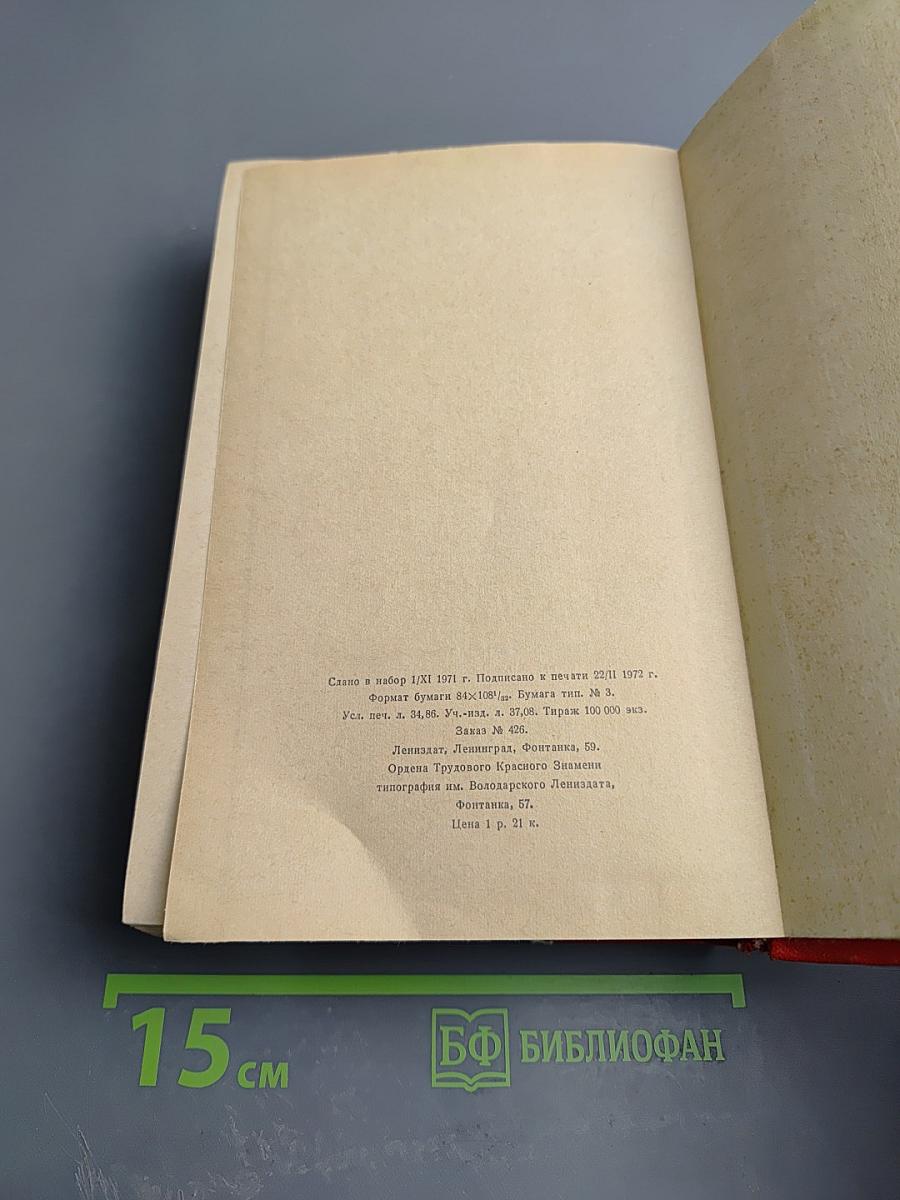 Сдано в набор 1/XI 1971 г. Подписано к печати 22/II 1972 г.
Формат бумаги 84×108¹/₃₂. Бумага тип. № 3.
Усл. печ. л. 34,86. Уч.-изд. л. 37,08. Тираж 100 000 экз.
Заказ № 426.
Лениздат, Ленинград, Фонтанка, 59.
Ордена Трудового Красного Знамени
типография им. Володарского Лениздата,
Фонтанка, 57.
Цена 1 р. 21 к.
15 см
БФ БИБЛИОФАН